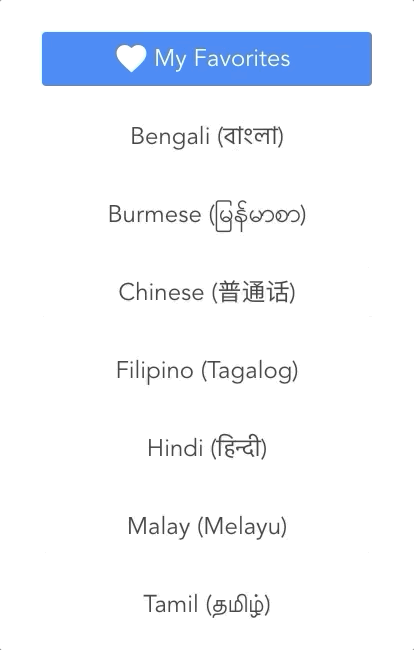 My Favorites
Bengali (বাংলা)
Burmese (မြန်မာစာ)
Chinese (普通话)
Filipino (Tagalog)
Hindi (हिन्दी)
Malay (Melayu)
Tamil (தமிழ்)